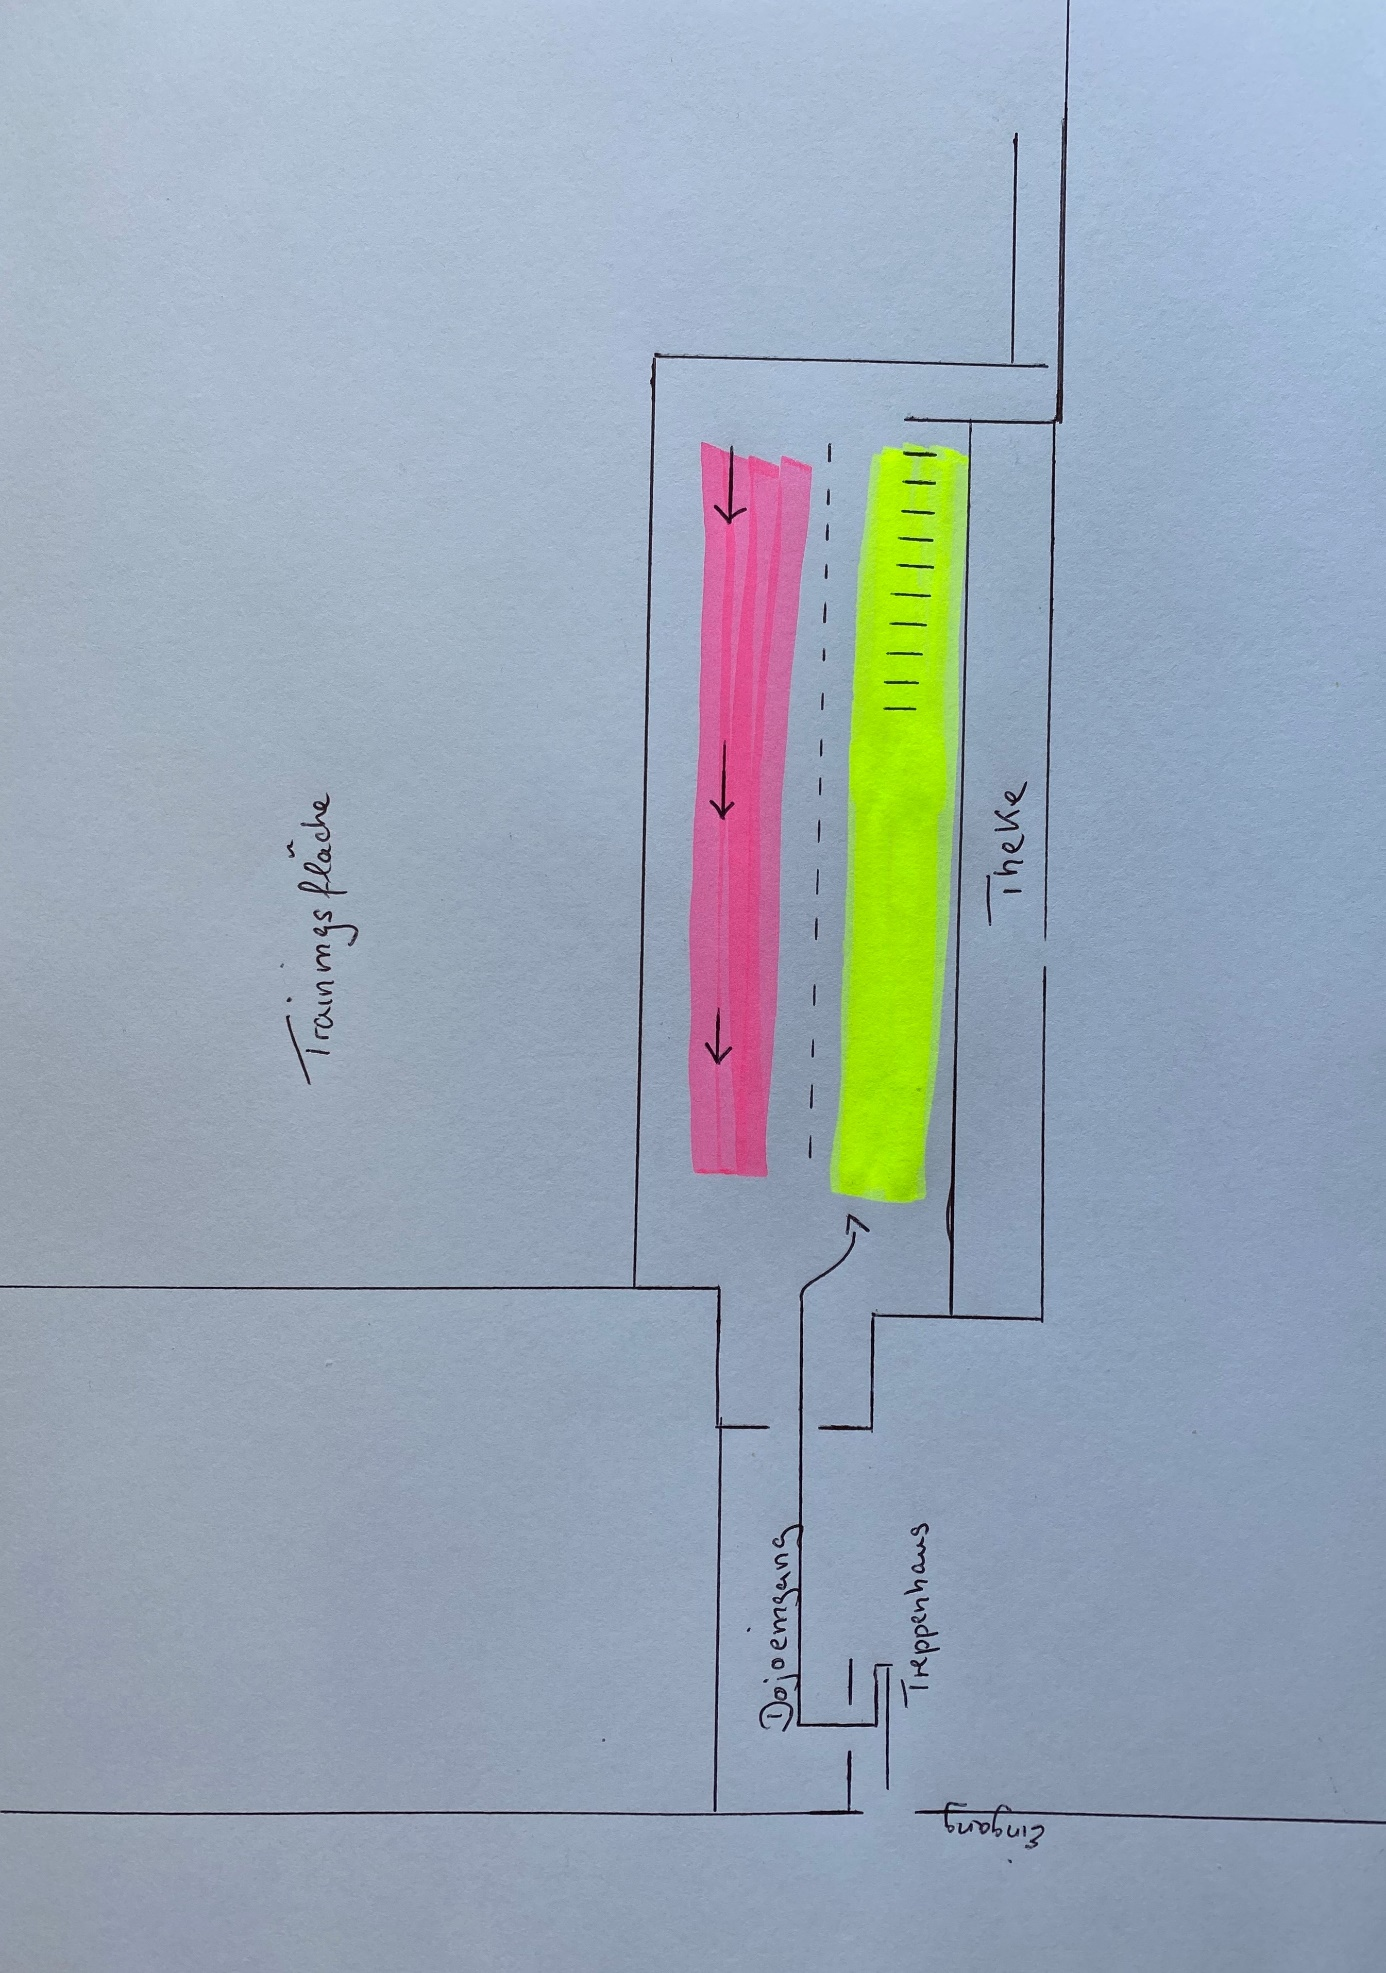 Trainingsfläche
Theke
Dojoeingang
Treppenhaus
Eingang